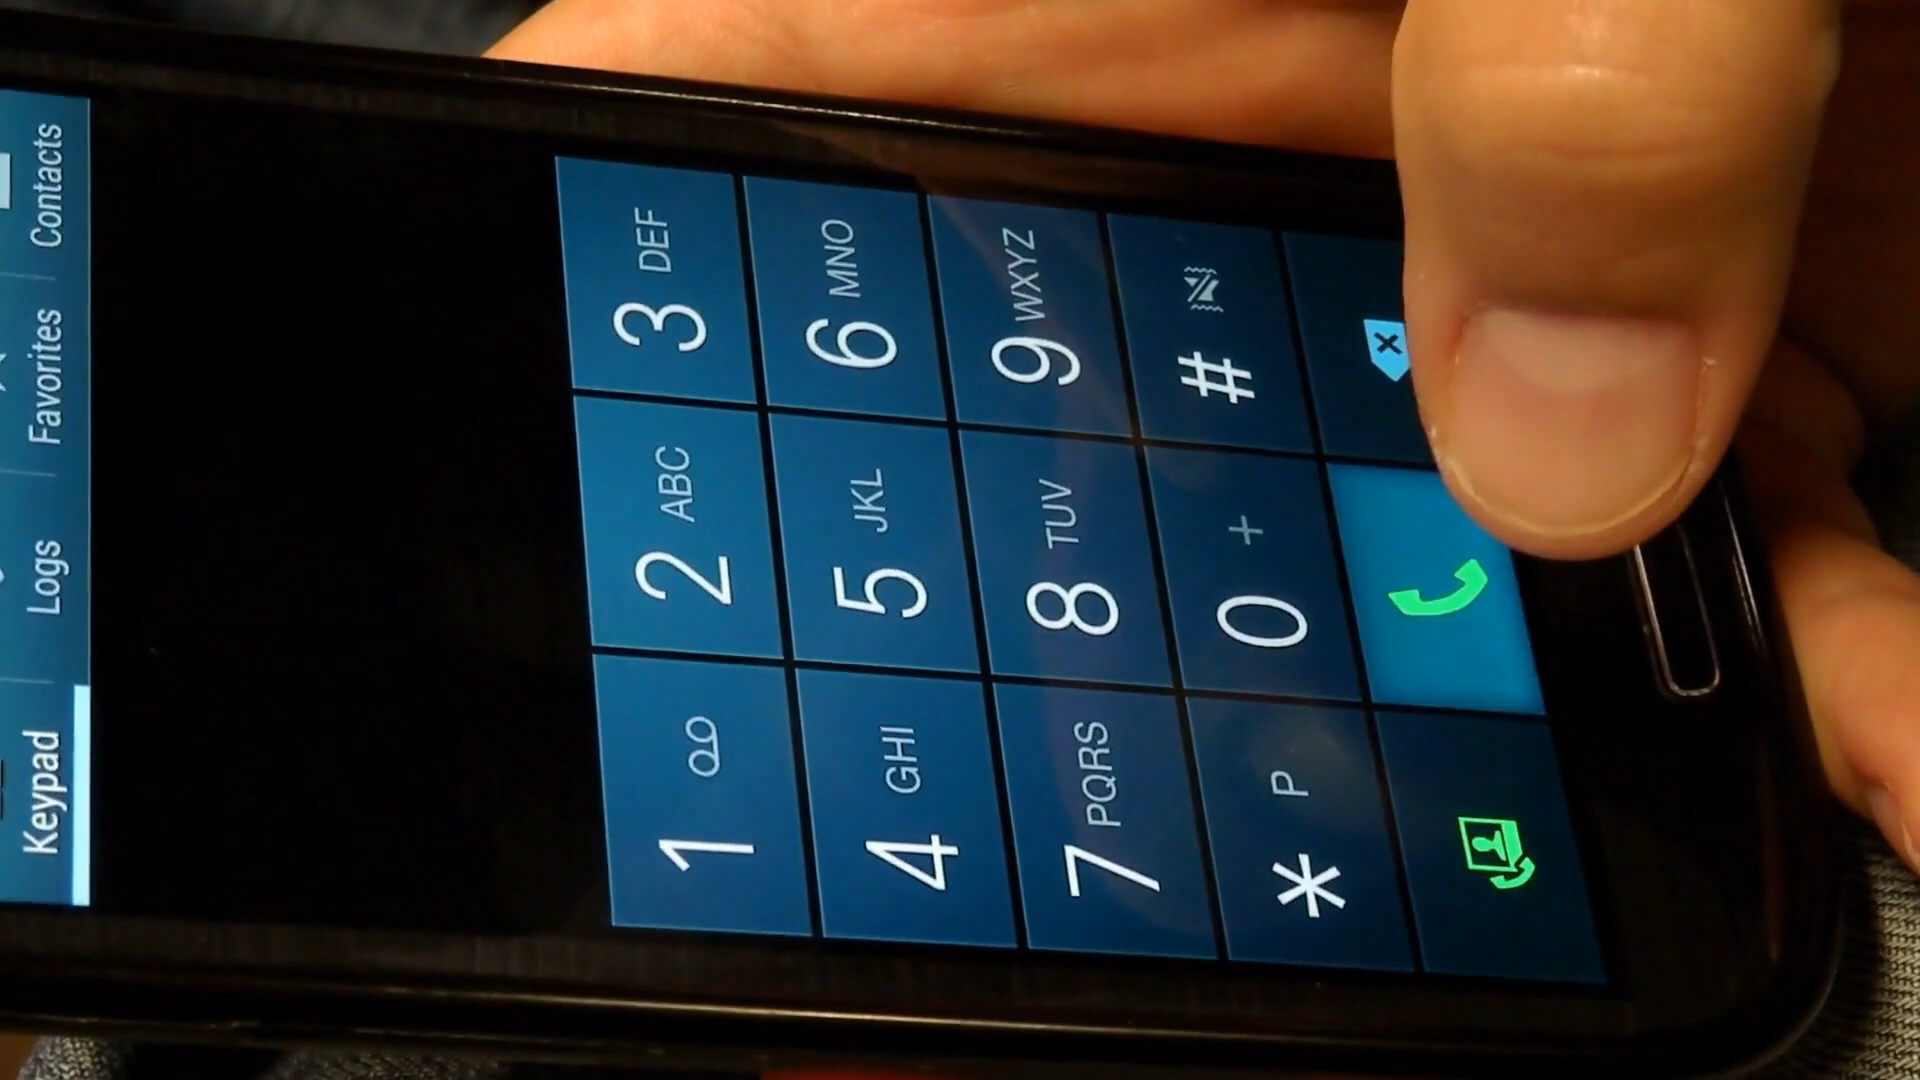 Keypad Logs Favorites Contacts
1 2 ABC 3 DEF
4 GHI 5 JKL 6 MNO
7 PQRS 8 TUV 9 WXYZ
* P 0 + #